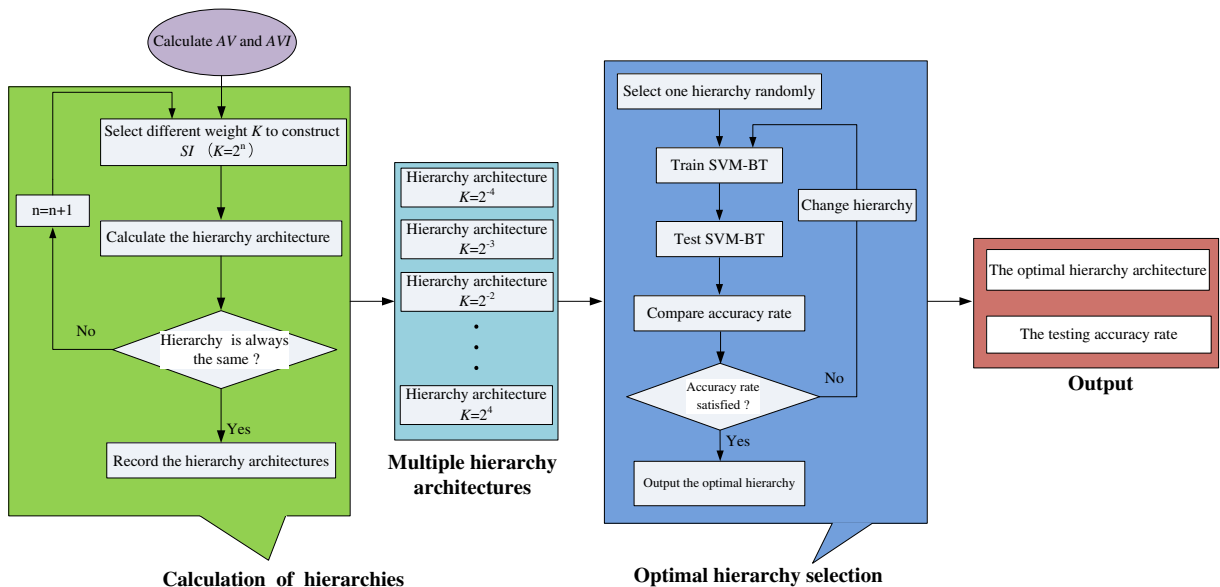 Calculate AV and AVI
Select different weight K to construct
SI （K=2ⁿ）
n=n+1
Calculate the hierarchy architecture
No
Hierarchy is always
the same ?
Yes
Record the hierarchy architectures
Calculation of hierarchies
Hierarchy architecture
K=2⁻⁴
Hierarchy architecture
K=2⁻³
Hierarchy architecture
K=2⁻²
Hierarchy architecture
K=2⁴
Multiple hierarchy
architectures
Select one hierarchy randomly
Train SVM-BT
Change hierarchy
Test SVM-BT
Compare accuracy rate
No
Accuracy rate
satisfied ?
Yes
Output the optimal hierarchy
Optimal hierarchy selection
The optimal hierarchy architecture
The testing accuracy rate
Output